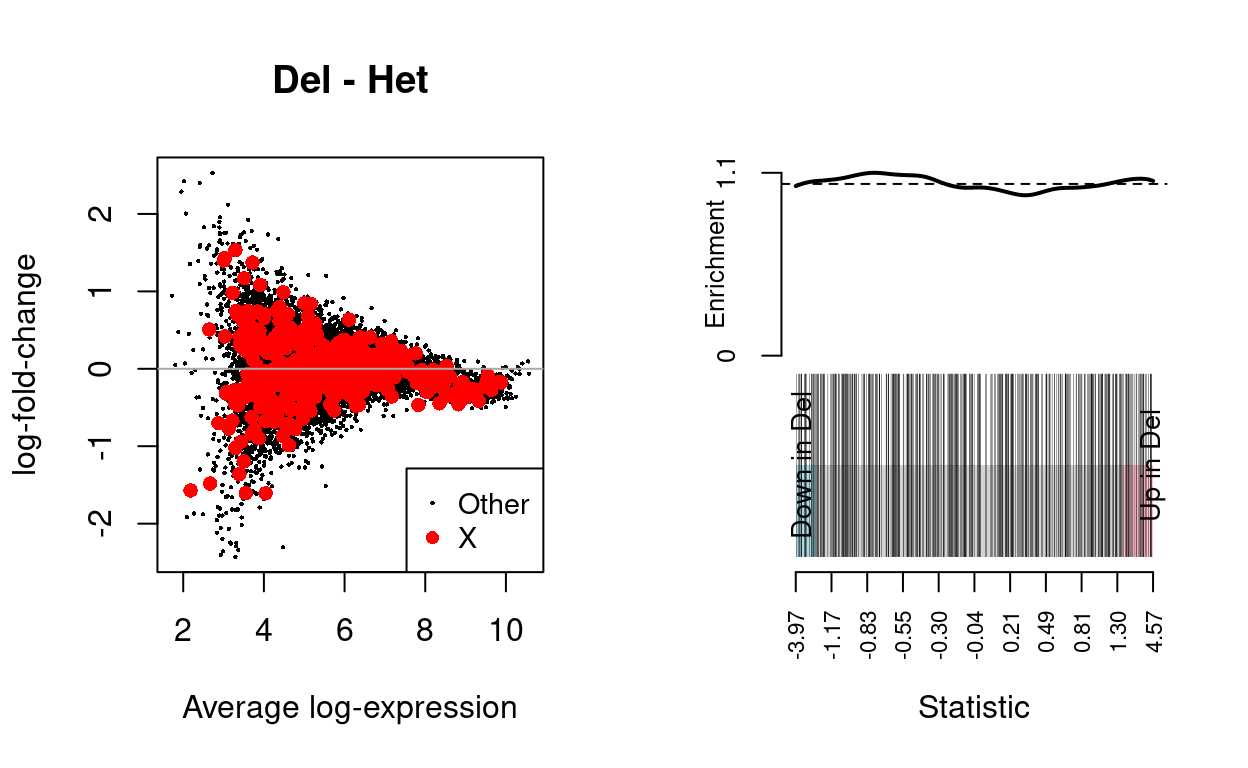 Del - Het
log-fold-change
2
1
0
-1
-2
Other
X
2 4 6 8 10
Average log-expression
Enrichment
1.1
0
Down in Del
Up in Del
-3.97 -1.17 -0.83 -0.55 -0.30 -0.04 0.21 0.49 0.81 1.30 4.57
Statistic